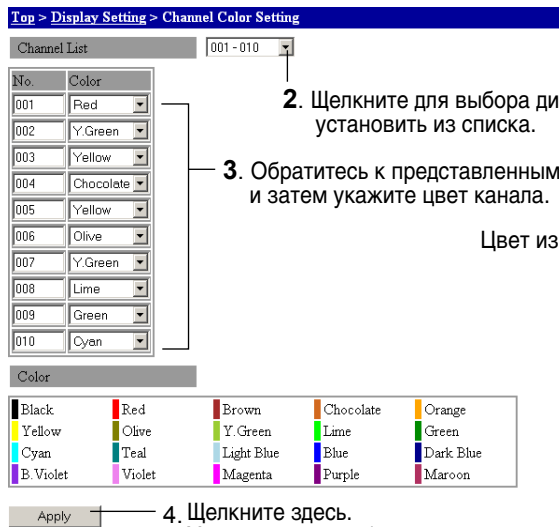 Top > Display Setting > Channel Color Setting
Channel List 001 - 010
No. Color
001 Red
2. Щелкните для выбора ди
002 Y.Green
установить из списка.
003 Yellow
3. Обратитесь к представленным
004 Chocolate
и затем укажите цвет канала.
005 Yellow
006 Olive
Цвет из
007 Y.Green
008 Lime
009 Green
010 Cyan
Color
Black Red Brown Chocolate Orange
Yellow Olive Y.Green Lime Green
Cyan Teal Light Blue Blue Dark Blue
B.Violet Violet Magenta Purple Maroon
Apply 4. Щелкните здесь.